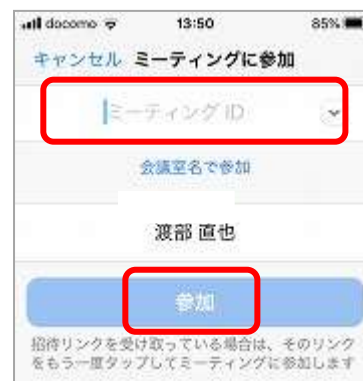 docomo 13:50 85%
キャンセル ミーティングに参加
ミーティング ID
会議室名で参加
渡部 直也
参加
招待リンクを受け取っている場合は、そのリンク
をもう一度タップしてミーティングに参加します